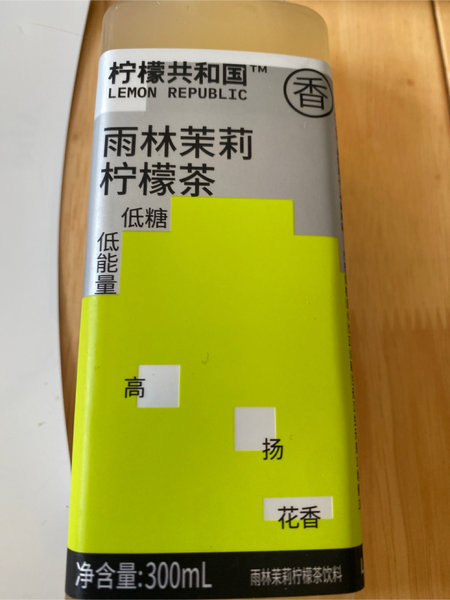 柠檬共和国™
LEMON REPUBLIC
香
雨林茉莉
柠檬茶
低糖
低能量
高
扬
花香
净含量:300mL
雨林茉莉柠檬茶饮料